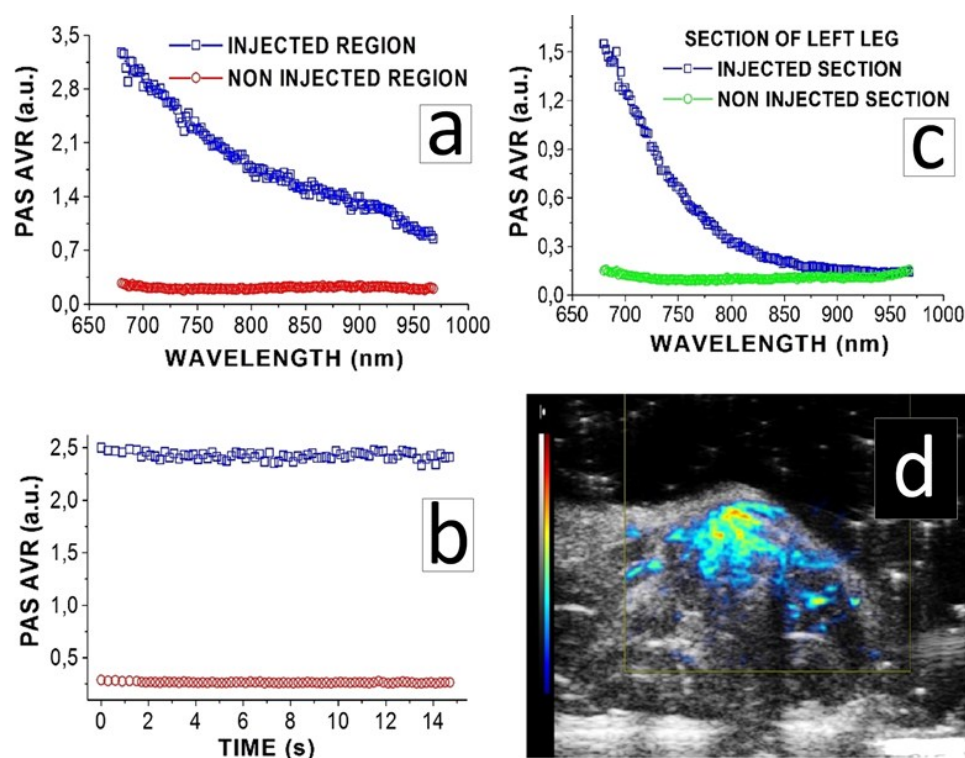 3,5
2,8
2,1
1,4
0,7
0,0
PAS AVR (a.u.)
INJECTED REGION
NON INJECTED REGION
a
650 700 750 800 850 900 950 1000
WAVELENGTH (nm)
1,5
1,2
0,9
0,6
0,3
0,0
PAS AVR (a.u.)
SECTION OF LEFT LEG
INJECTED SECTION
NON INJECTED SECTION
c
650 700 750 800 850 900 950 1000
WAVELENGTH (nm)
2,5
2,0
1,5
1,0
0,5
PAS AVR (a.u.)
b
0 2 4 6 8 10 12 14
TIME (s)
d